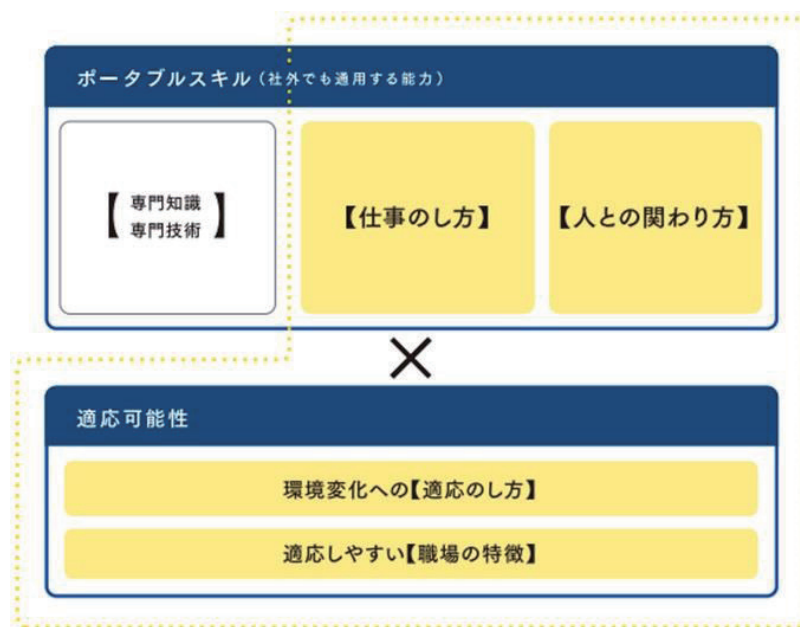 ポータブルスキル（社外でも通用する能力）
【専門知識
専門技術】
【仕事のし方】
【人との関わり方】
×
適応可能性
環境変化への【適応のし方】
適応しやすい【職場の特徴】